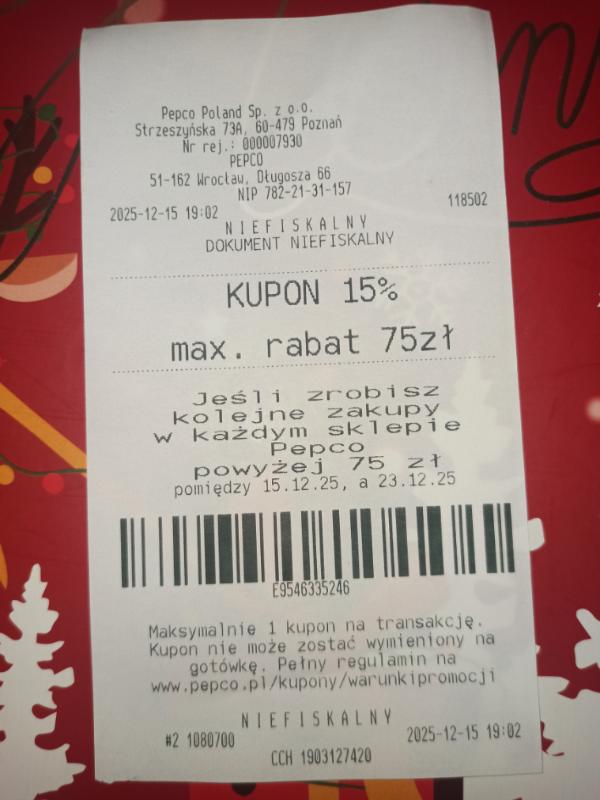 Pepco Poland Sp. z o.o.
Strzeszyńska 73A, 60-479 Poznań
Nr rej.: 000007930
PEPCO
51-162 Wrocław, Długosza 66
NIP 782-21-31-157
2025-12-15 19:02 118502
NIEFISKALNY
DOKUMENT NIEFISKALNY
KUPON 15%
max. rabat 75zł
Jeśli zrobisz
kolejne zakupy
w każdym sklepie
Pepco
powyżej 75 zł
pomiędzy 15.12.25, a 23.12.25
E9546335246
Maksymalnie 1 kupon na transakcję.
Kupon nie może zostać wymieniony na
gotówkę. Pełny regulamin na
www.pepco.pl/kupony/warunkipromocji
NIEFISKALNY
#2 1080700 2025-12-15 19:02
CCH 1903127420